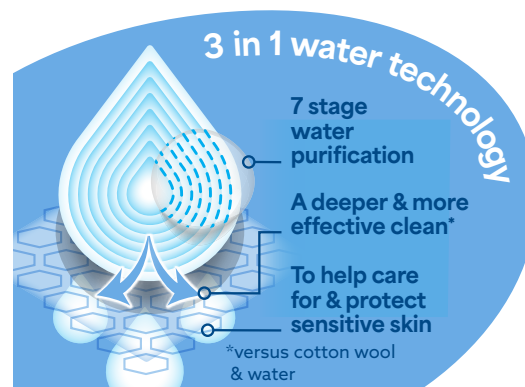 3 in 1 water technology
7 stage
water
purification
A deeper & more
effective clean*
To help care
for & protect
sensitive skin
*versus cotton wool
& water